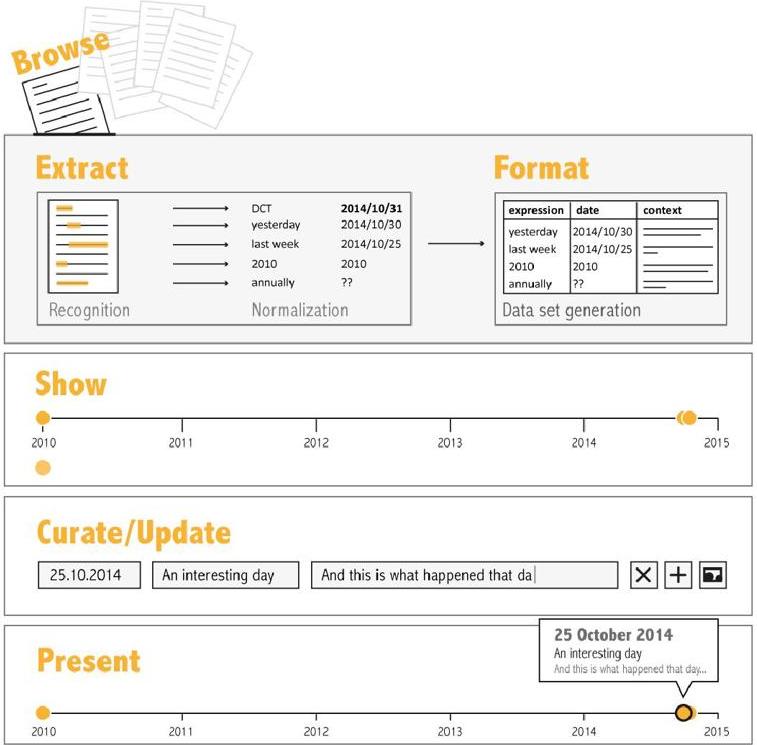 Browse
Extract
Format
DCT 2014/10/31
yesterday 2014/10/30
last week 2014/10/25
2010 2010
annually ??
Recognition Normalization
expression date context
yesterday 2014/10/30
last week 2014/10/25
2010 2010
annually ??
Data set generation
Show
2010 2011 2012 2013 2014 2015
Curate/Update
25.10.2014 An interesting day And this is what happened that da
Present
25 October 2014
An interesting day
And this is what happened that day...
2010 2011 2012 2013 2014 2015